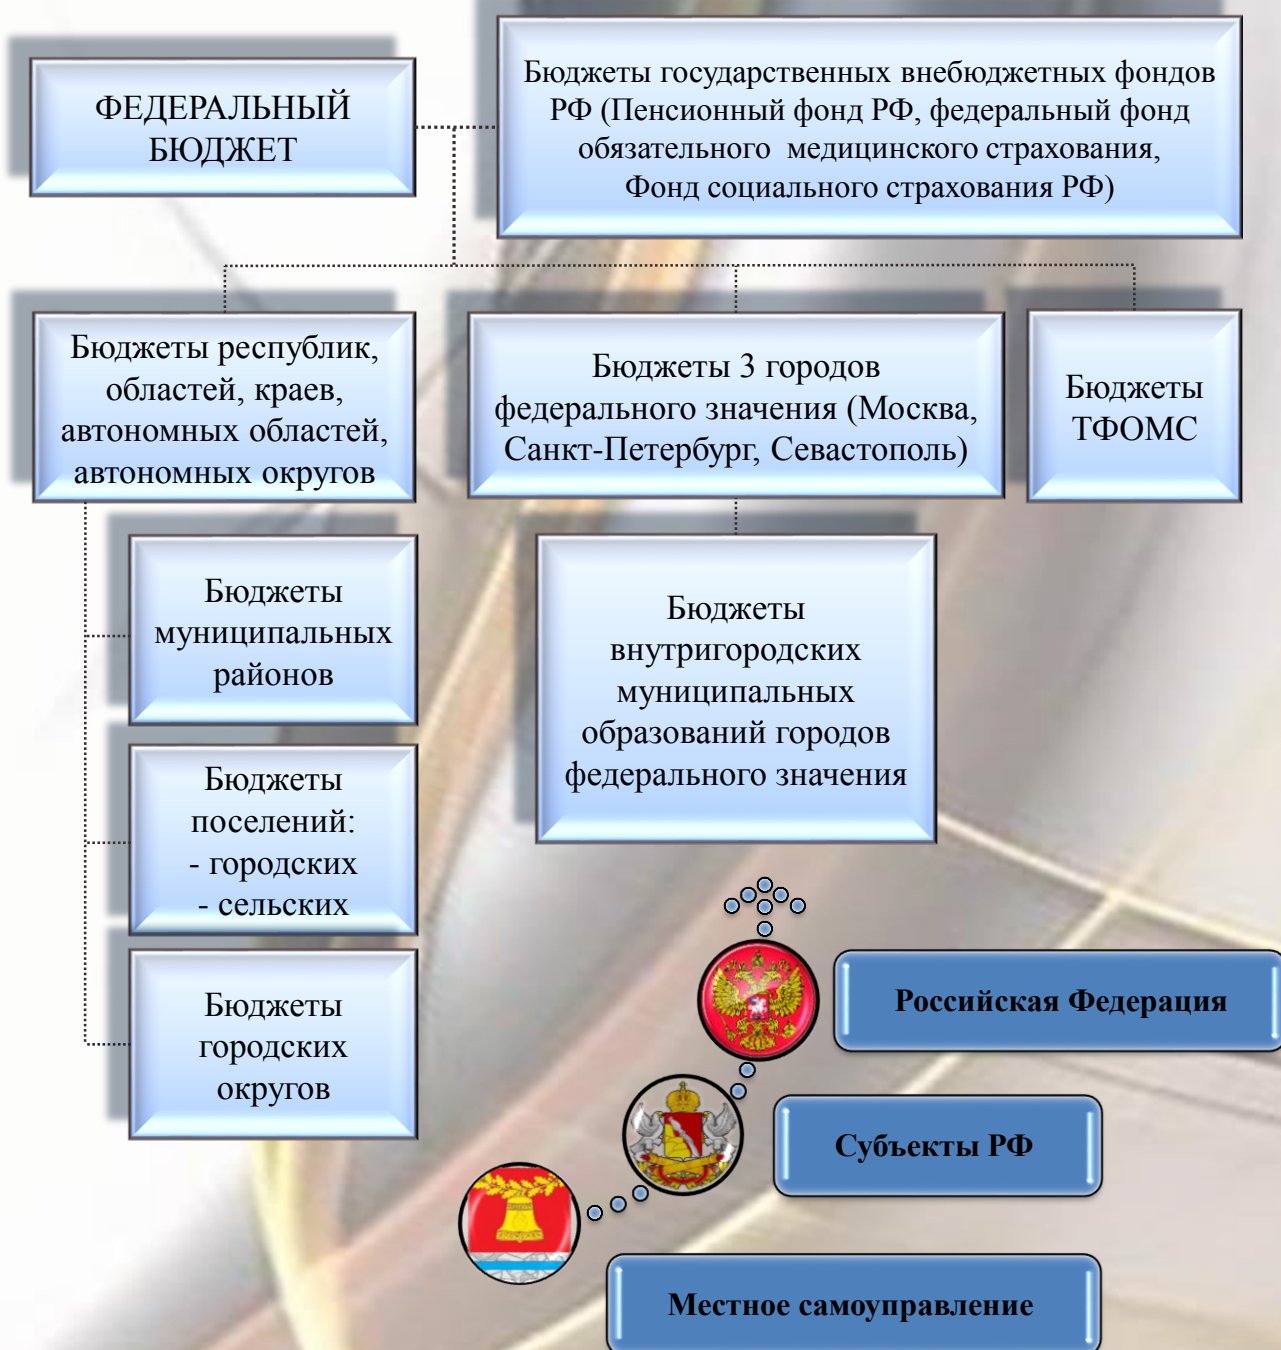 ФЕДЕРАЛЬНЫЙ
БЮДЖЕТ
Бюджеты государственных внебюджетных фондов
РФ (Пенсионный фонд РФ, федеральный фонд
обязательного медицинского страхования,
Фонд социального страхования РФ)
Бюджеты республик,
областей, краев,
автономных областей,
автономных округов
Бюджеты 3 городов
федерального значения (Москва,
Санкт-Петербург, Севастополь)
Бюджеты
ТФОМС
Бюджеты
муниципальных
районов
Бюджеты
поселений:
- городских
- сельских
Бюджеты
городских
округов
Бюджеты
внутригородских
муниципальных
образований городов
федерального значения
Российская Федерация
Субъекты РФ
Местное самоуправление